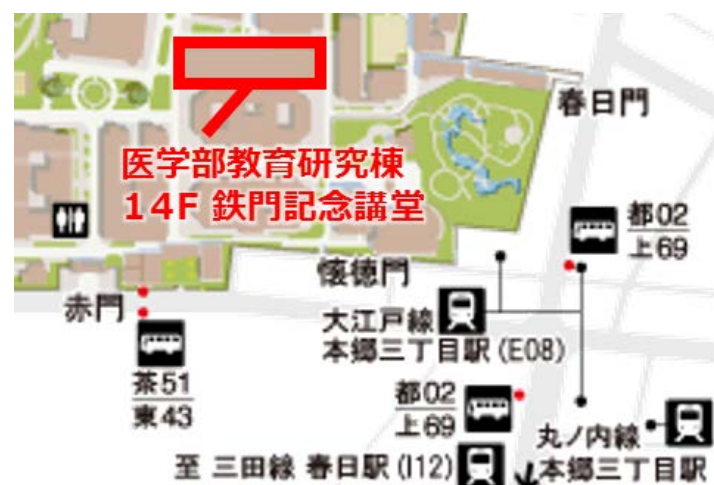 春日門
医学部教育研究棟
14F 鉄門記念講堂
都02
上69
懐徳門
赤門
大江戸線
本郷三丁目駅(E08)
茶51
東43
都02
上69
丸ノ内線
本郷三丁目駅
至 三田線 春日駅(I12)